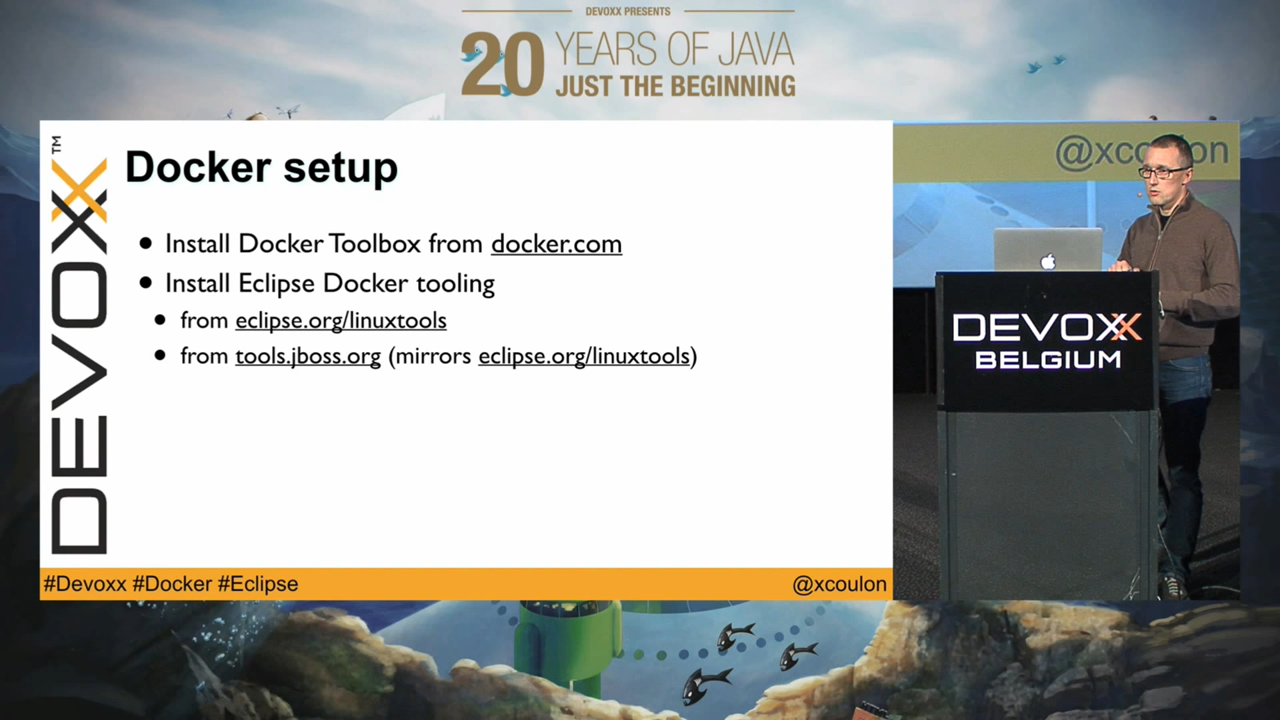 DEVOXX PRESENTS
20 YEARS OF JAVA
JUST THE BEGINNING
DEVOXX™
Docker setup
• Install Docker Toolbox from docker.com
• Install Eclipse Docker tooling
• from eclipse.org/linuxtools
• from tools.jboss.org (mirrors eclipse.org/linuxtools)
#Devoxx #Docker #Eclipse
@xcoulon
DEVOXX
BELGIUM